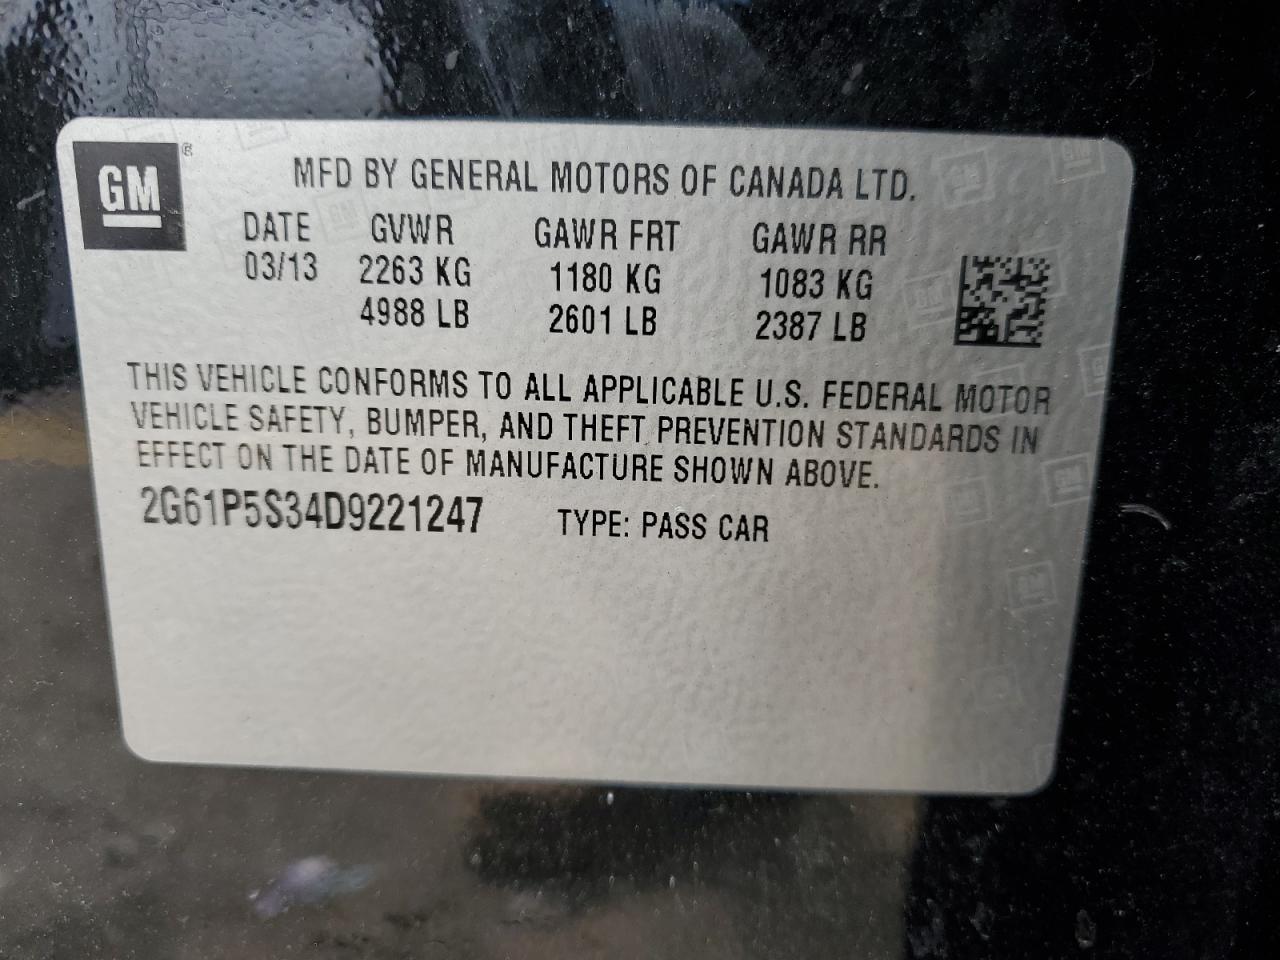 GM ®
MFD BY GENERAL MOTORS OF CANADA LTD.
DATE GVWR GAWR FRT GAWR RR
03/13 2263 KG 1180 KG 1083 KG
4988 LB 2601 LB 2387 LB
THIS VEHICLE CONFORMS TO ALL APPLICABLE U.S. FEDERAL MOTOR
VEHICLE SAFETY, BUMPER, AND THEFT PREVENTION STANDARDS IN
EFFECT ON THE DATE OF MANUFACTURE SHOWN ABOVE.
2G61P5S34D9221247 TYPE: PASS CAR